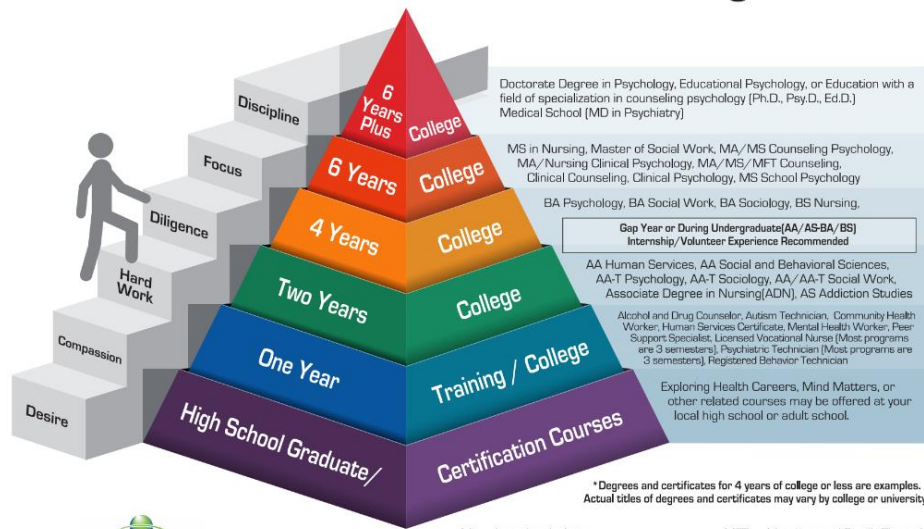 Discipline
Focus
Diligence
Hard
Work
Compassion
Desire
6
Years
Plus
College
6 Years
College
4 Years
College
Two Years
College
One Year
Training / College
High School Graduate/
Certification Courses
Doctorate Degree in Psychology, Educational Psychology, or Education with a
field of specialization in counseling psychology (Ph.D., Psy.D., Ed.D.)
Medical School (MD in Psychiatry)
MS in Nursing, Master of Social Work, MA/MS Counseling Psychology,
MA/Nursing Clinical Psychology, MA/MS/MFT Counseling,
Clinical Counseling, Clinical Psychology, MS School Psychology
BA Psychology, BA Social Work, BA Sociology, BS Nursing,
Gap Year or During Undergraduate(AA/AS-BA/BS)
Internship/Volunteer Experience Recommended
AA Human Services, AA Social and Behavioral Sciences,
AA-T Psychology, AA-T Sociology, AA/AA-T Social Work,
Associate Degree in Nursing(ADN), AS Addiction Studies
Alcohol and Drug Counselor, Autism Technician, Community Health
Worker, Human Services Certificate, Mental Health Worker, Peer
Support Specialist, Licensed Vocational Nurse (Most programs
are 3 semesters), Psychiatric Technician (Most programs are
3 semesters), Registered Behavior Technician
Exploring Health Careers, Mind Matters, or
other related courses may be offered at your
local high school or adult school.
*Degrees and certificates for 4 years of college or less are examples.
Actual titles of degrees and certificates may vary by college or university